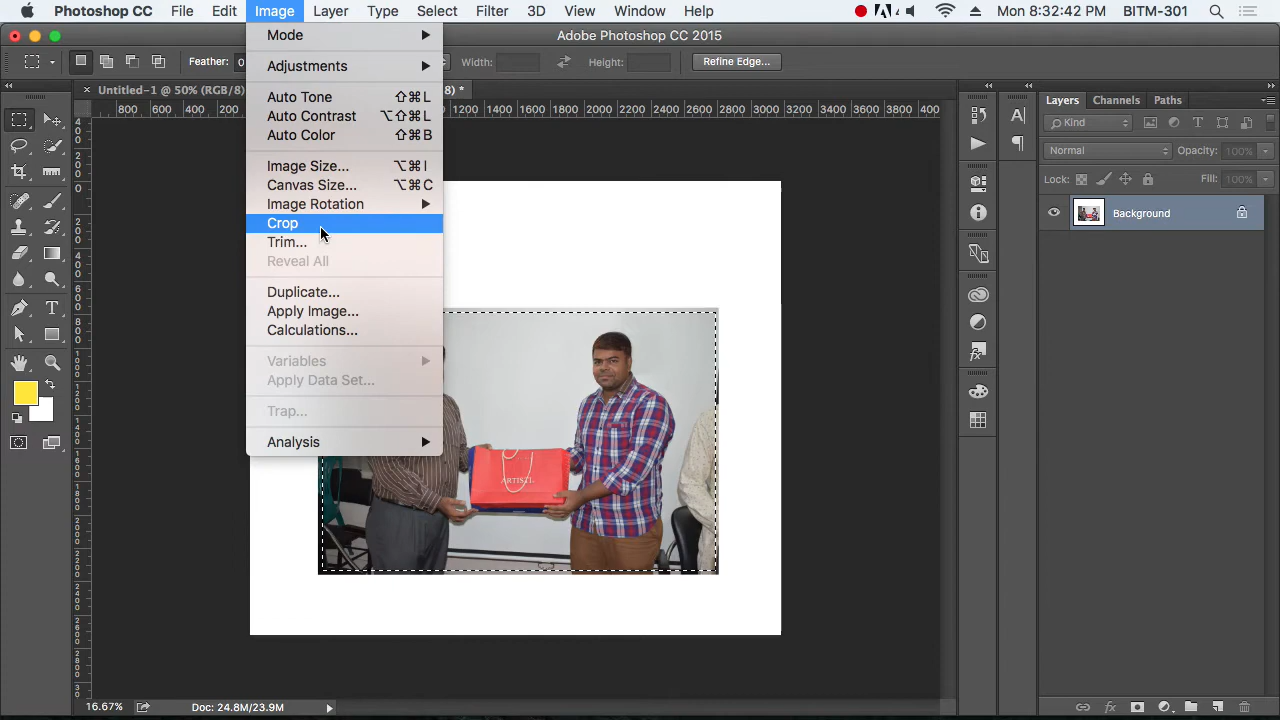 Photoshop CC File Edit Image Layer Type Select Filter 3D View Window Help Mon 8:32:42 PM BITM-301
Adobe Photoshop CC 2015
Feather: 0 Width: Height: Refine Edge...
Untitled-1 @ 50% (RGB/8) 8) *
Mode
Adjustments
Auto Tone ⇧⌘L
Auto Contrast ⌥⇧⌘L
Auto Color ⇧⌘B
Image Size... ⌥⌘I
Canvas Size... ⌥⌘C
Image Rotation
Crop
Trim...
Reveal All
Duplicate...
Apply Image...
Calculations...
Variables
Apply Data Set...
Trap...
Analysis
800 600 400 200 1200 1400 1600 1800 2000 2200 2400 2600 2800 3000 3200 3400 3600 3800 400
Layers Channels Paths
Kind
Normal Opacity: 100%
Lock: Fill: 100%
Background
ARTISTI
16.67% Doc: 24.8M/23.9M
fx